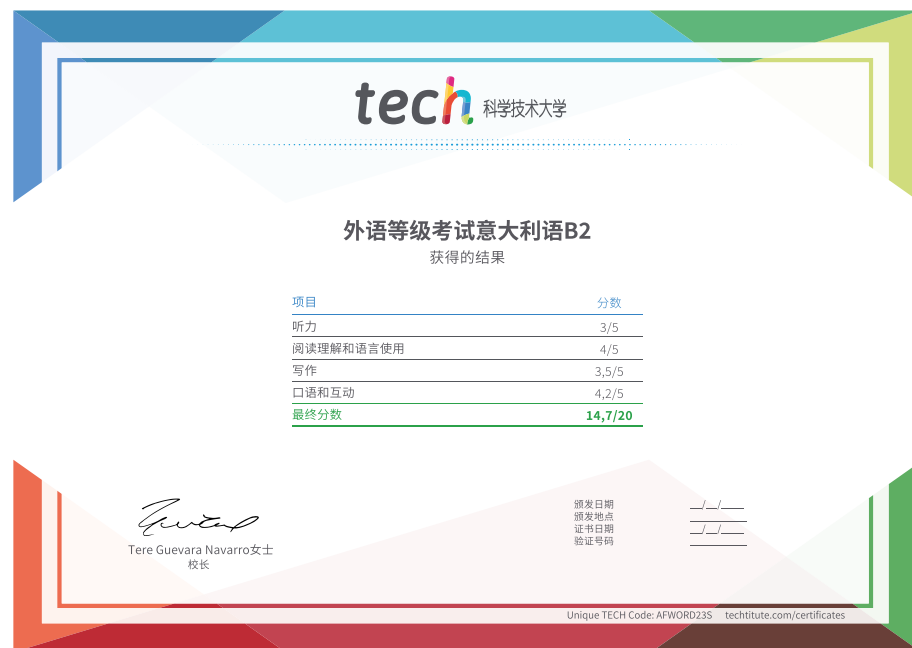 tech 科学技术大学
外语等级考试意大利语B2
获得的结果
项目 分数
听力 3/5
阅读理解和语言使用 4/5
写作 3,5/5
口语和互动 4,2/5
最终分数 14,7/20
颁发日期 __/__/____
颁发地点
证书日期 __/__/____
验证号码
Tere Guevara Navarro女士
校长
Unique TECH Code: AFWORD23S techtitute.com/certificates